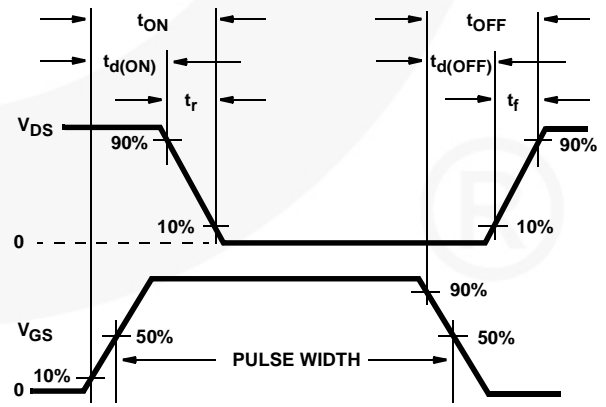 tON tOFF
td(ON) td(OFF)
tr tf
VDS
90% 90%
10% 10%
0
90%
VGS 50% 50%
PULSE WIDTH
10%
0
®